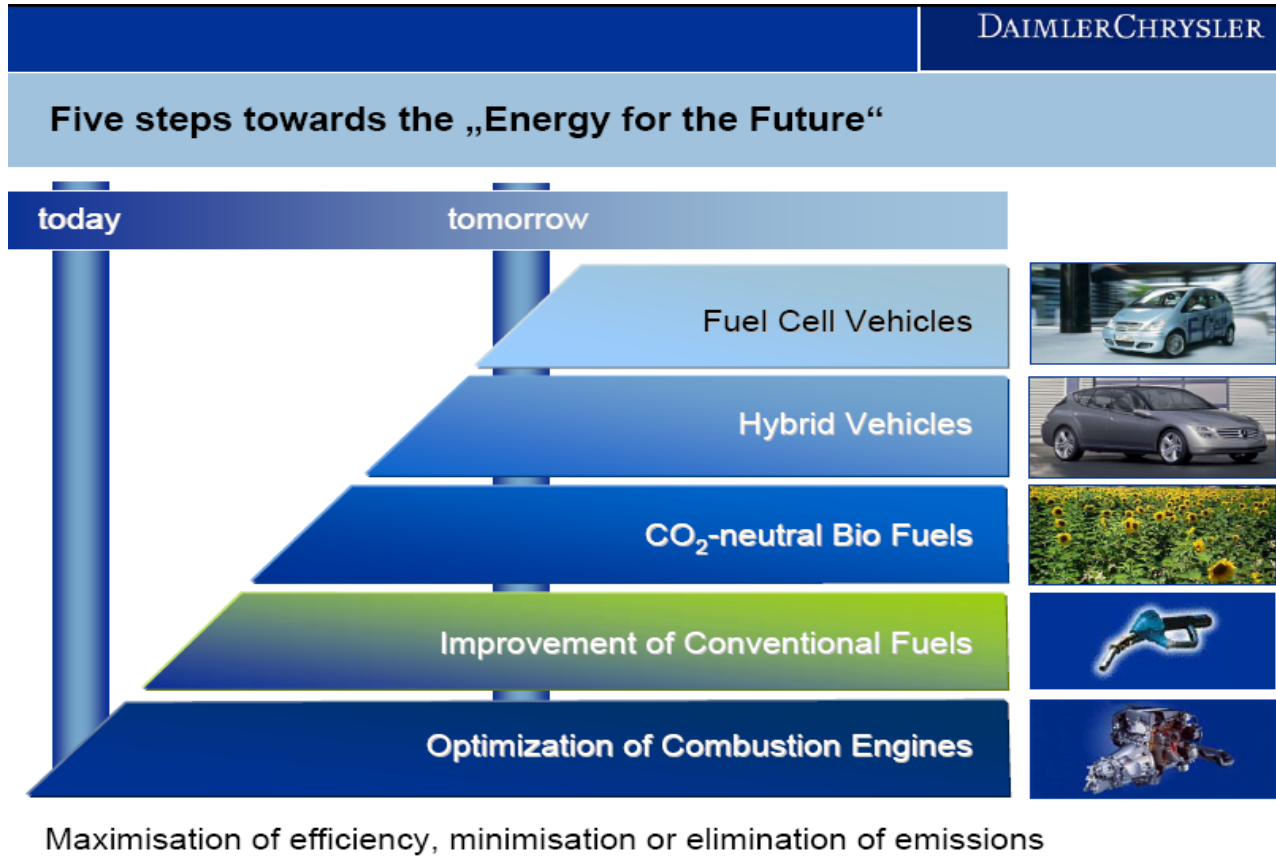 DAIMLERCHRYSLER
Five steps towards the „Energy for the Future“
today tomorrow
Fuel Cell Vehicles
Hybrid Vehicles
CO₂-neutral Bio Fuels
Improvement of Conventional Fuels
Optimization of Combustion Engines
Maximisation of efficiency, minimisation or elimination of emissions